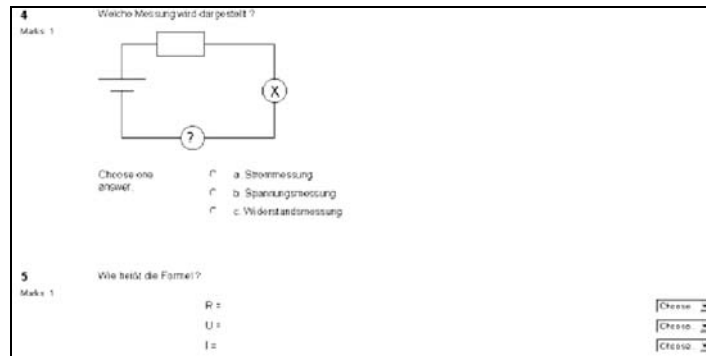 4
Welche Messung wird dargestellt ?
Marks: 1
X
?
Choose one
answer.
a. Strommessung
b. Spannungsmessung
c. Widerstandsmessung
5
Wie heißt die Formel ?
Marks: 1
R =
Choose...
U =
Choose...
I =
Choose...